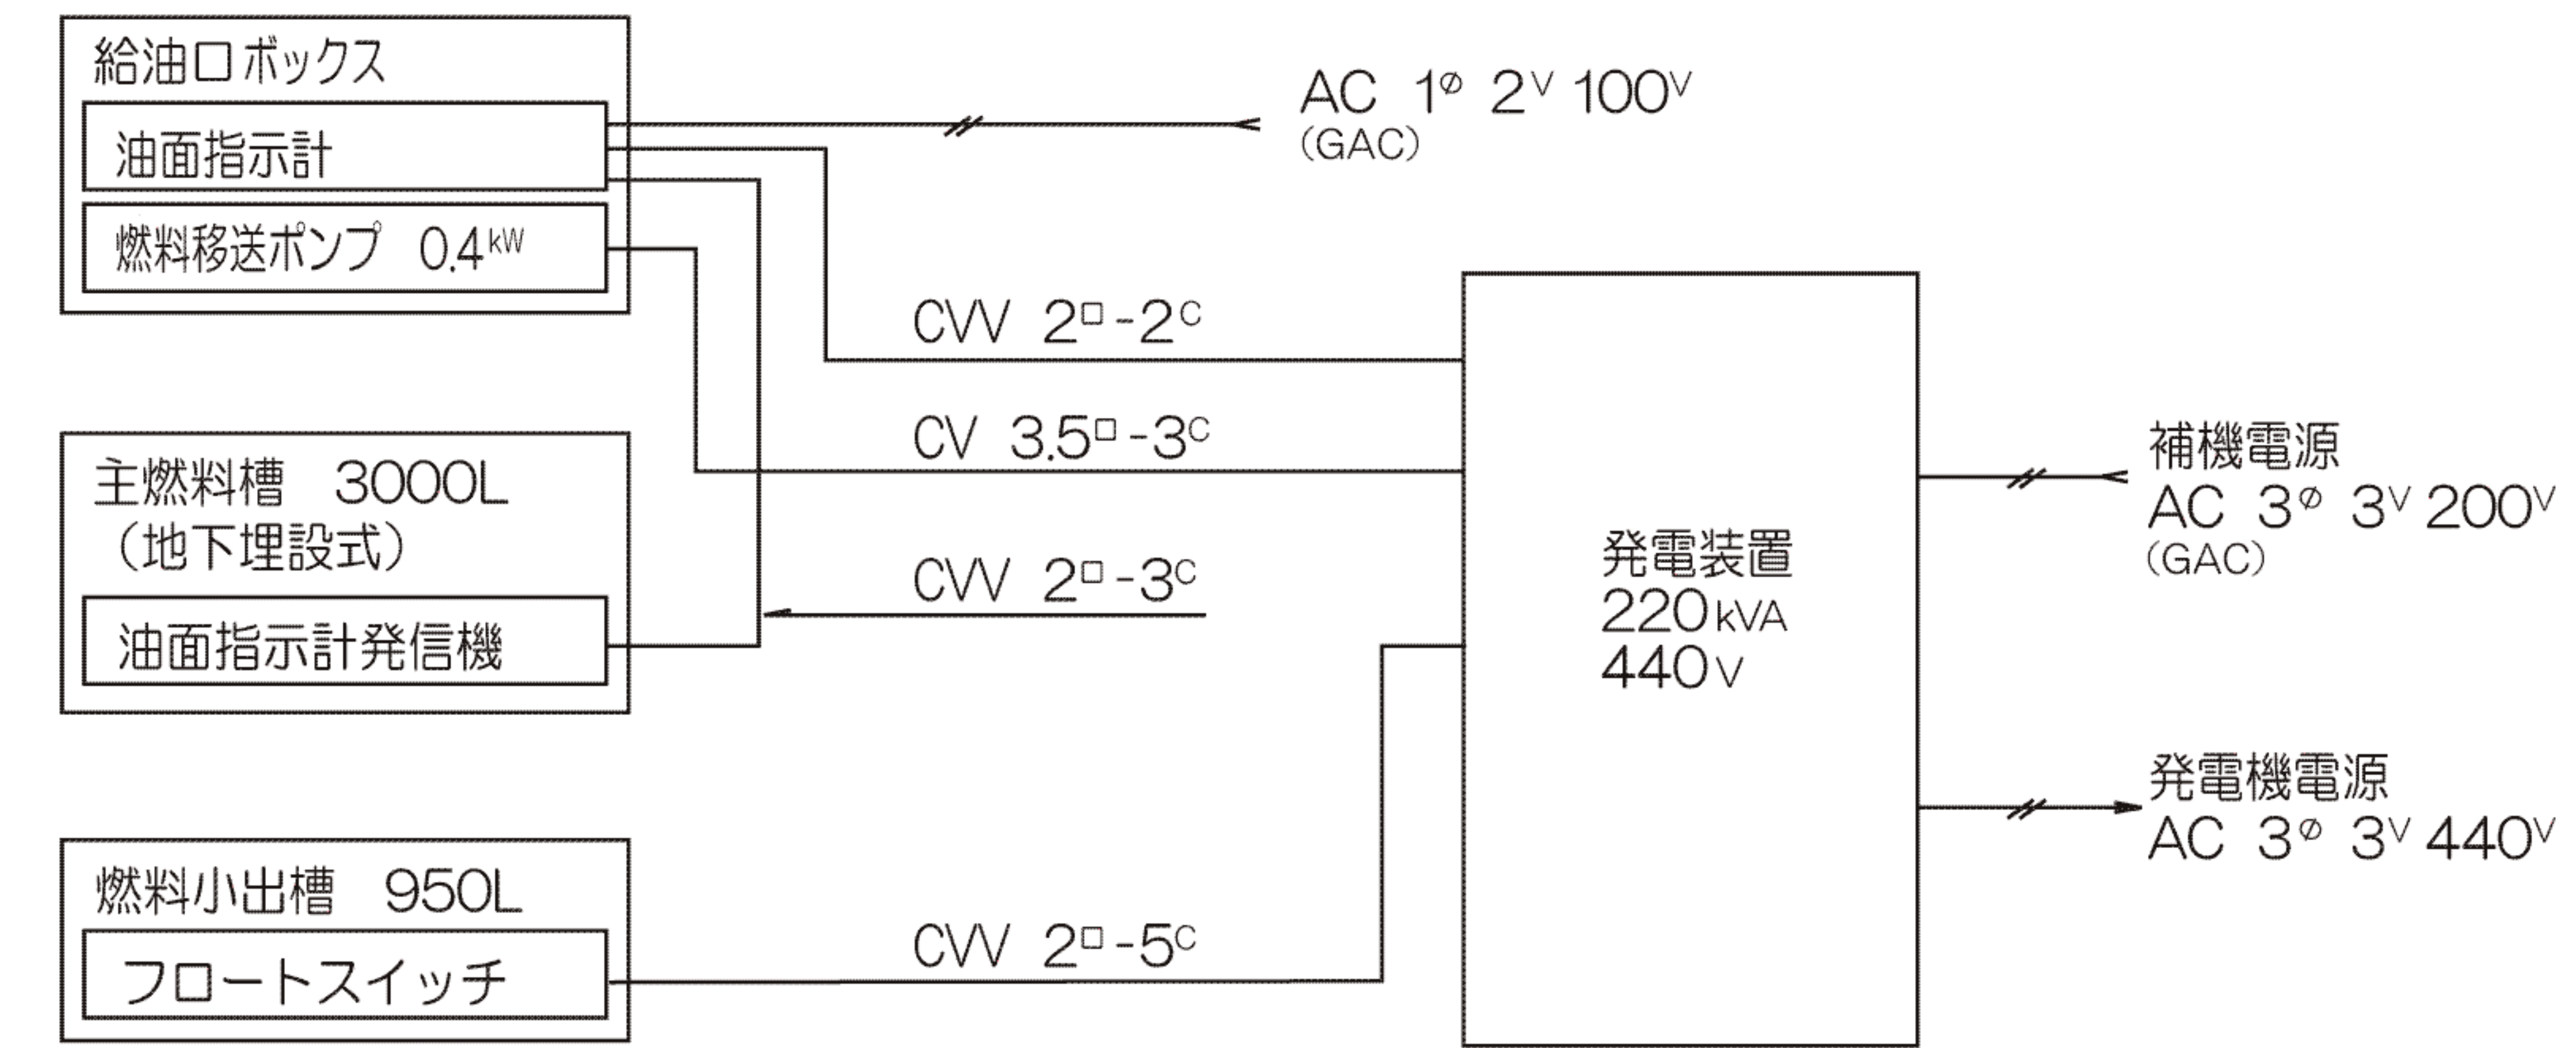 給油口ボックス
油面指示計
燃料移送ポンプ 0.4kW
AC 1φ 2V 100V
(GAC)
CVV 2□-2C
CV 3.5□-3C
主燃料槽 3000L
(地下埋設式)
油面指示計発信機
CVV 2□-3C
燃料小出槽 950L
フロートスイッチ
CVV 2□-5C
発電装置
220kVA
440V
補機電源
AC 3φ 3V 200V
(GAC)
発電機電源
AC 3φ 3V 440V